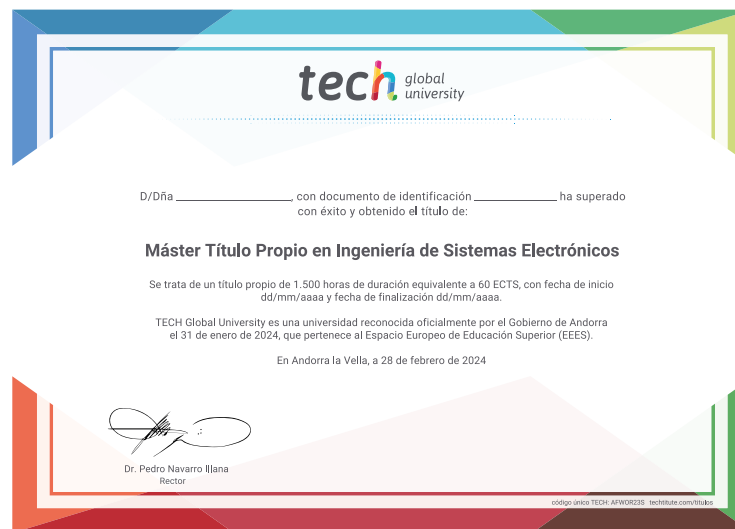 tech global university
D/Dña ____________, con documento de identificación ____________ ha superado
con éxito y obtenido el título de:
Máster Título Propio en Ingeniería de Sistemas Electrónicos
Se trata de un título propio de 1.500 horas de duración equivalente a 60 ECTS, con fecha de inicio
dd/mm/aaaa y fecha de finalización dd/mm/aaaa.
TECH Global University es una universidad reconocida oficialmente por el Gobierno de Andorra
el 31 de enero de 2024, que pertenece al Espacio Europeo de Educación Superior (EEES).
En Andorra la Vella, a 28 de febrero de 2024
Dr. Pedro Navarro Illana
Rector
código único TECH: AFWOR23S techtitute.com/titulos